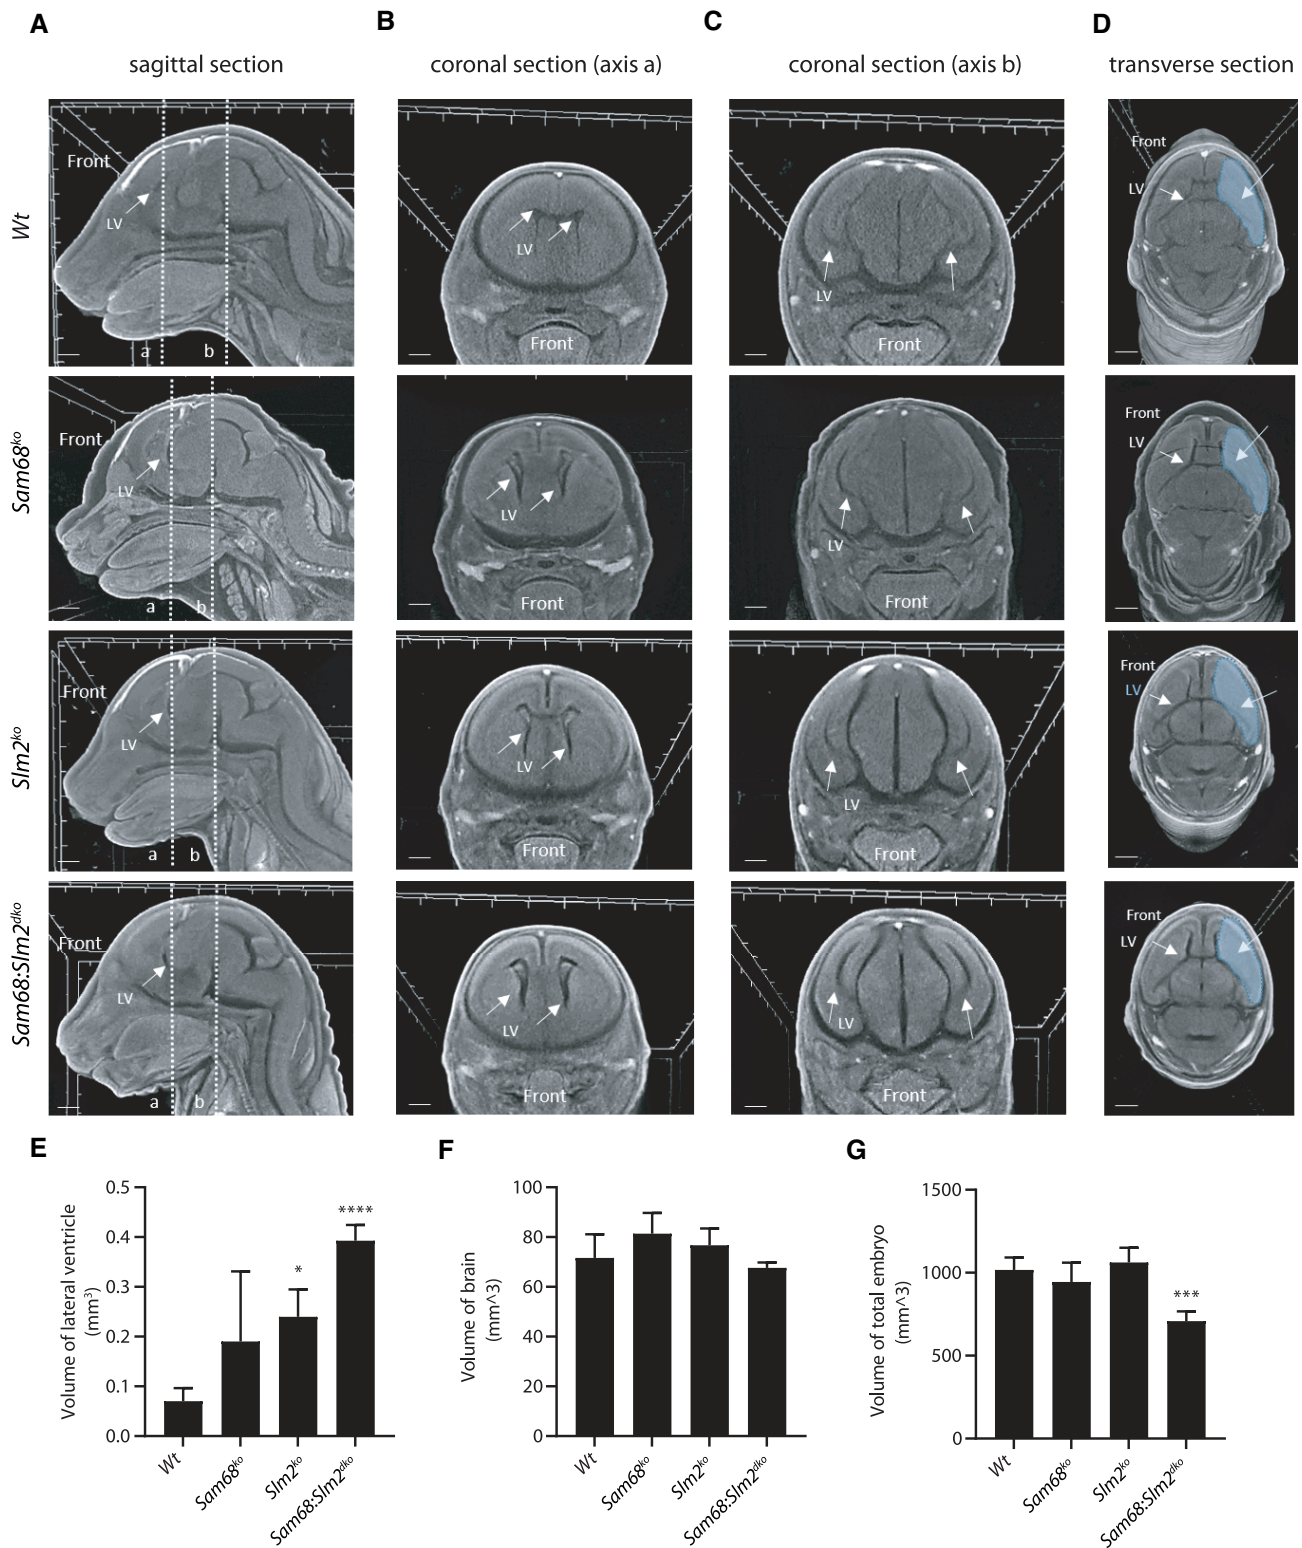 A
B
C
D
sagittal section
coronal section (axis a)
coronal section (axis b)
transverse section
Wt
Front
LV
a
b
LV
Front
LV
Front
Front
LV
Sam68ko
Front
LV
a
b
LV
Front
LV
Front
Front
LV
Slm2ko
Front
LV
a
b
LV
Front
LV
Front
Front
LV
Sam68:Slm2dko
Front
LV
a
b
LV
Front
LV
Front
Front
LV
E
Volume of lateral ventricle
(mm³)
0.5
0.4
0.3
0.2
0.1
0.0
*
****
Wt
Sam68ko
Slm2ko
Sam68:Slm2dko
F
Volume of brain
(mm^3)
100
80
60
40
20
0
Wt
Sam68ko
Slm2ko
Sam68:Slm2dko
G
Volume of total embryo
(mm^3)
1500
1000
500
0
***
Wt
Sam68ko
Slm2ko
Sam68:Slm2dko